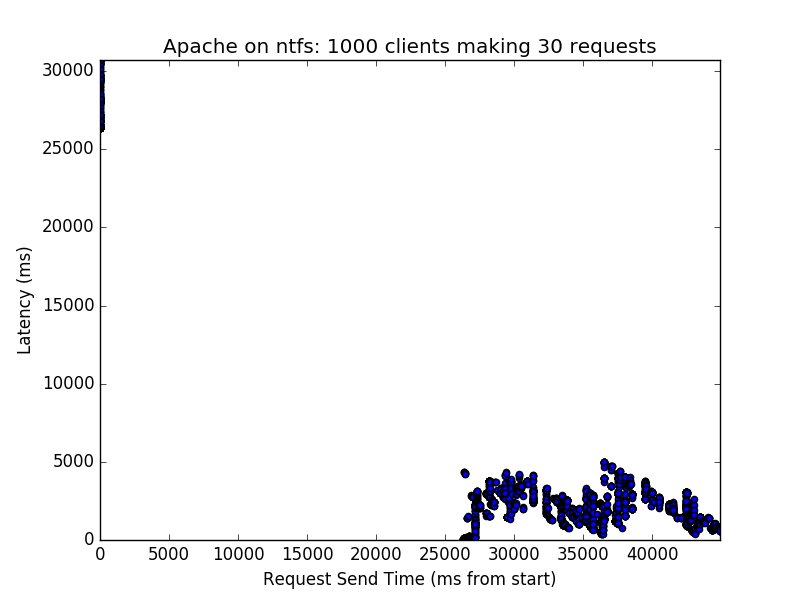 Apache on ntfs: 1000 clients making 30 requests
30000
25000
20000
15000
10000
5000
0
Latency (ms)
0 5000 10000 15000 20000 25000 30000 35000 40000
Request Send Time (ms from start)